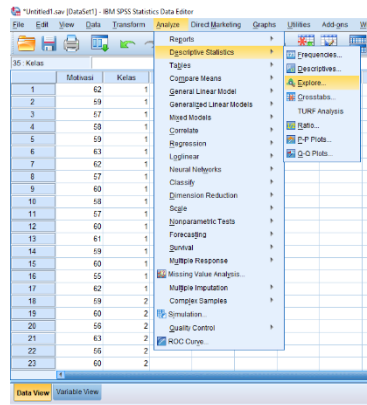 *Untitled1.sav [DataSet1] - IBM SPSS Statistics Data Editor
File Edit View Data Transform Analyze Direct Marketing Graphs Utilities Add-ons W
35 : Kelas
Motivasi Kelas
1 62 1
2 59 1
3 57 1
4 58 1
5 59 1
6 63 1
7 62 1
8 57 1
9 60 1
10 58 1
11 57 1
12 60 1
13 61 1
14 59 1
15 60 1
16 55 1
17 62 1
18 59 2
19 60 2
20 56 2
21 63 2
22 56 2
23 60 2
Reports
Descriptive Statistics
Tables
Compare Means
General Linear Model
Generalized Linear Models
Mixed Models
Correlate
Regression
Loglinear
Neural Networks
Classify
Dimension Reduction
Scale
Nonparametric Tests
Forecasting
Survival
Multiple Response
Missing Value Analysis...
Multiple Imputation
Complex Samples
Simulation...
Quality Control
ROC Curve...
Frequencies...
Descriptives...
Explore...
Crosstabs...
TURF Analysis
Ratio...
P-P Plots...
Q-Q Plots...
Data View Variable View